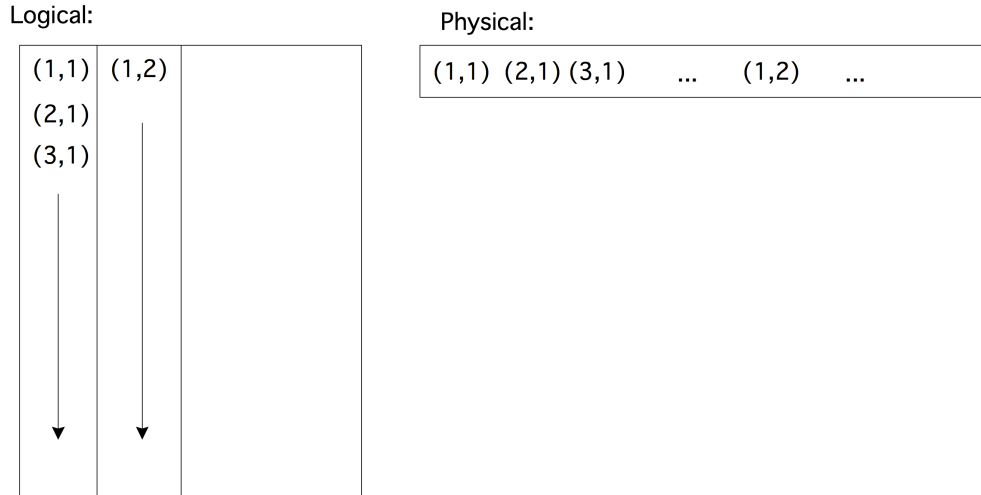 Logical:
(1,1) (1,2)
(2,1)
(3,1)
Physical:
(1,1) (2,1) (3,1) ... (1,2) ...